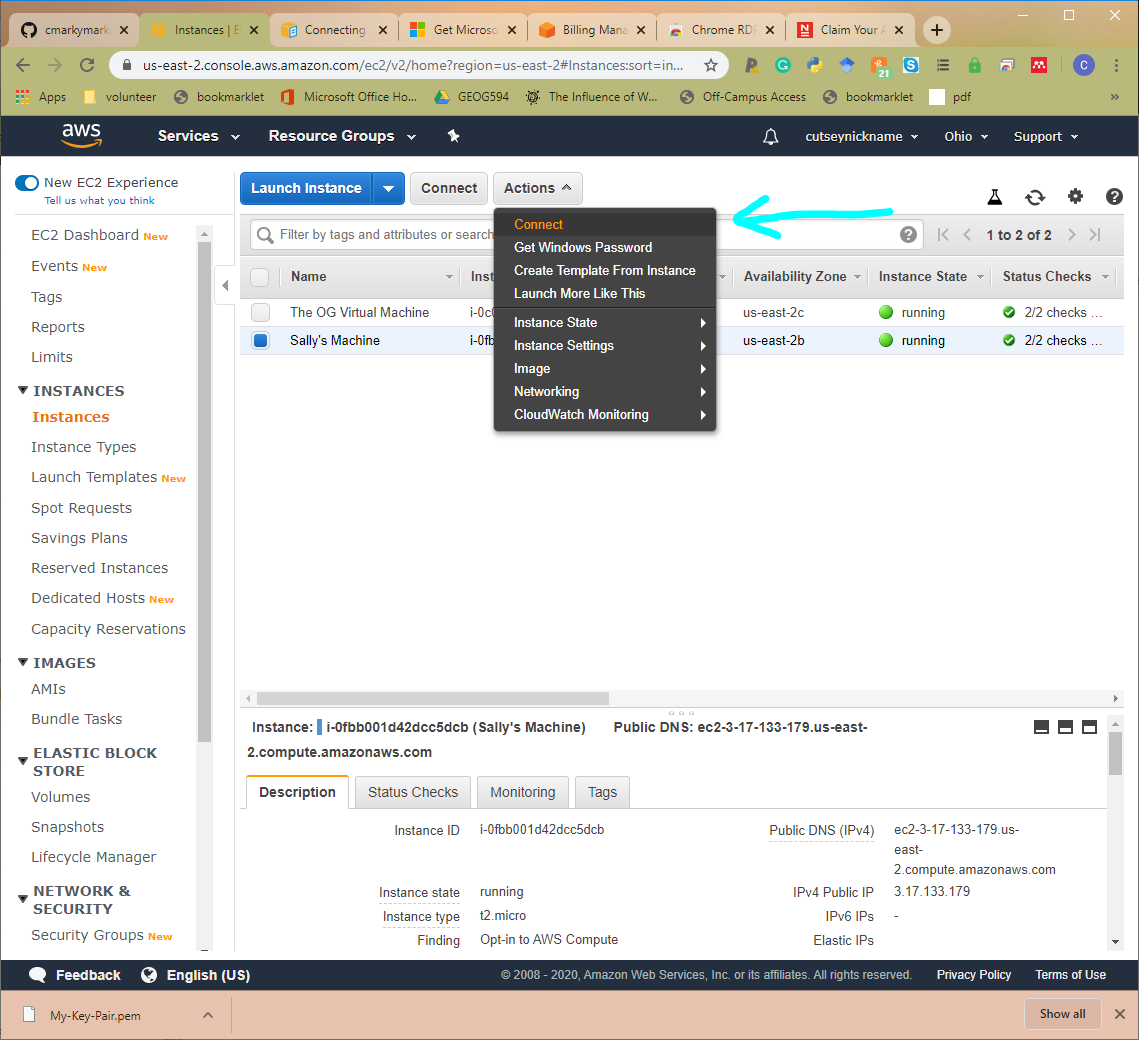 cmarkymark
Instances | E
Connecting
Get Microso
Billing Mana
Chrome RDP
Claim Your A
us-east-2.console.aws.amazon.com/ec2/v2/home?region=us-east-2#Instances:sort=in...
21
C
Apps
volunteer
bookmarklet
Microsoft Office Ho...
GEOG594
The Influence of W...
Off-Campus Access
bookmarklet
pdf
»
aws
Services
Resource Groups
cutseynickname
Ohio
Support
New EC2 Experience
Tell us what you think
EC2 Dashboard New
Events New
Tags
Reports
Limits
INSTANCES
Instances
Instance Types
Launch Templates New
Spot Requests
Savings Plans
Reserved Instances
Dedicated Hosts New
Capacity Reservations
IMAGES
AMIs
Bundle Tasks
ELASTIC BLOCK
STORE
Volumes
Snapshots
Lifecycle Manager
NETWORK &
SECURITY
Security Groups New
Launch Instance
Connect
Actions
Connect
Get Windows Password
Create Template From Instance
Launch More Like This
Instance State
Instance Settings
Image
Networking
CloudWatch Monitoring
Filter by tags and attributes or search
1 to 2 of 2
Name
Inst
Availability Zone
Instance State
Status Checks
The OG Virtual Machine
i-0c
us-east-2c
running
2/2 checks ...
Sally's Machine
i-0fb
us-east-2b
running
2/2 checks ...
Instance: i-0fbb001d42dcc5dcb (Sally's Machine) Public DNS: ec2-3-17-133-179.us-east-
2.compute.amazonaws.com
Description
Status Checks
Monitoring
Tags
Instance ID
i-0fbb001d42dcc5dcb
Public DNS (IPv4)
ec2-3-17-133-179.us-
east-
2.compute.amazonaws.com
Instance state
running
IPv4 Public IP
3.17.133.179
Instance type
t2.micro
IPv6 IPs
-
Finding
Opt-in to AWS Compute
Elastic IPs
Feedback
English (US)
© 2008 - 2020, Amazon Web Services, Inc. or its affiliates. All rights reserved.
Privacy Policy
Terms of Use
My-Key-Pair.pem
Show all